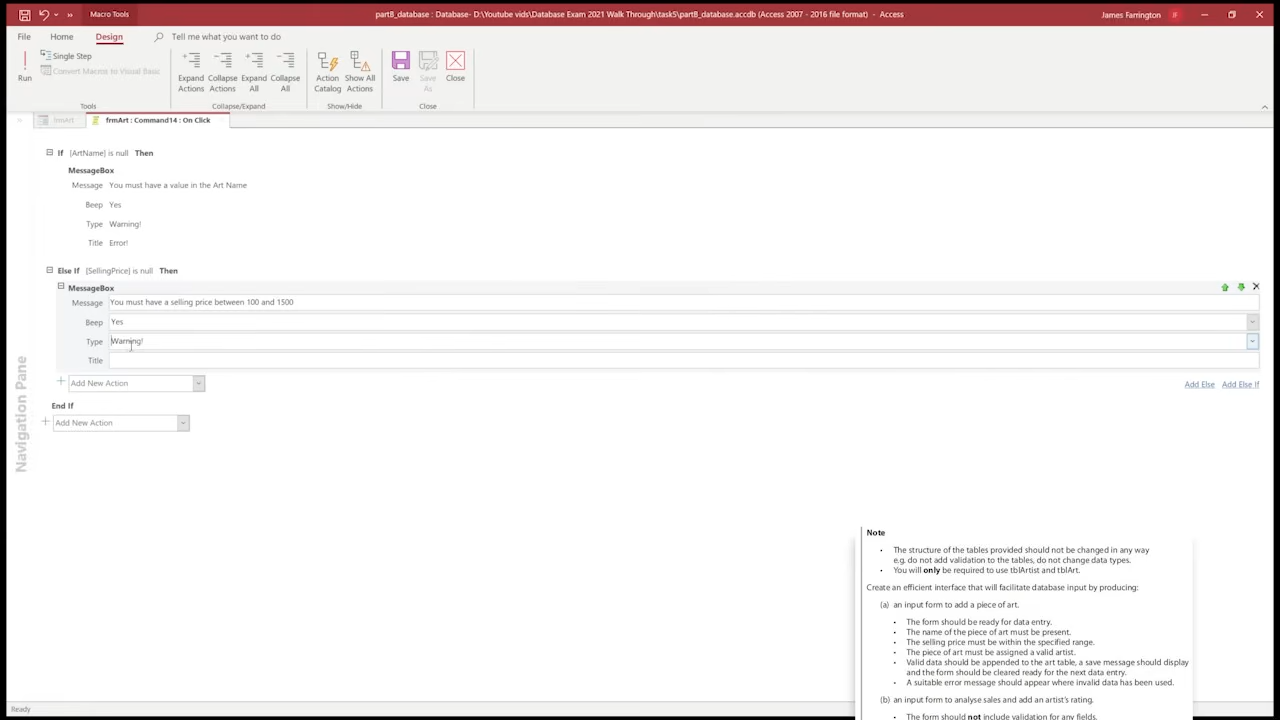 Macro Tools
partB_database : Database- D:\Youtube vids\Database Exam 2021 Walk Through\task5\partB_database.accdb (Access 2007 - 2016 file format) - Access
James Farrington
JF
File
Home
Design
Tell me what you want to do
Run
Single Step
Convert Macros to Visual Basic
Expand Actions
Collapse Actions
Expand All
Collapse All
Action Catalog
Show All Actions
Save
Save As
Close
Tools
Collapse/Expand
Show/Hide
Close
frmArt
frmArt : Command14 : On Click
If [ArtName] is null Then
MessageBox
Message You must have a value in the Art Name
Beep Yes
Type Warning!
Title Error!
Else If [SellingPrice] is null Then
MessageBox
Message You must have a selling price between 100 and 1500
Beep Yes
Type Warning!
Title
Add New Action
Add Else Add Else If
End If
Add New Action
Navigation Pane
Note
• The structure of the tables provided should not be changed in any way
e.g. do not add validation to the tables, do not change data types.
• You will only be required to use tblArtist and tblArt.
Create an efficient interface that will facilitate database input by producing:
(a) an input form to add a piece of art.
• The form should be ready for data entry.
• The name of the piece of art must be present.
• The selling price must be within the specified range.
• The piece of art must be assigned a valid artist.
• Valid data should be appended to the art table, a save message should display
and the form should be cleared ready for the next data entry.
• A suitable error message should appear where invalid data has been used.
(b) an input form to analyse sales and add an artist's rating.
• The form should not include validation for any fields.
Ready